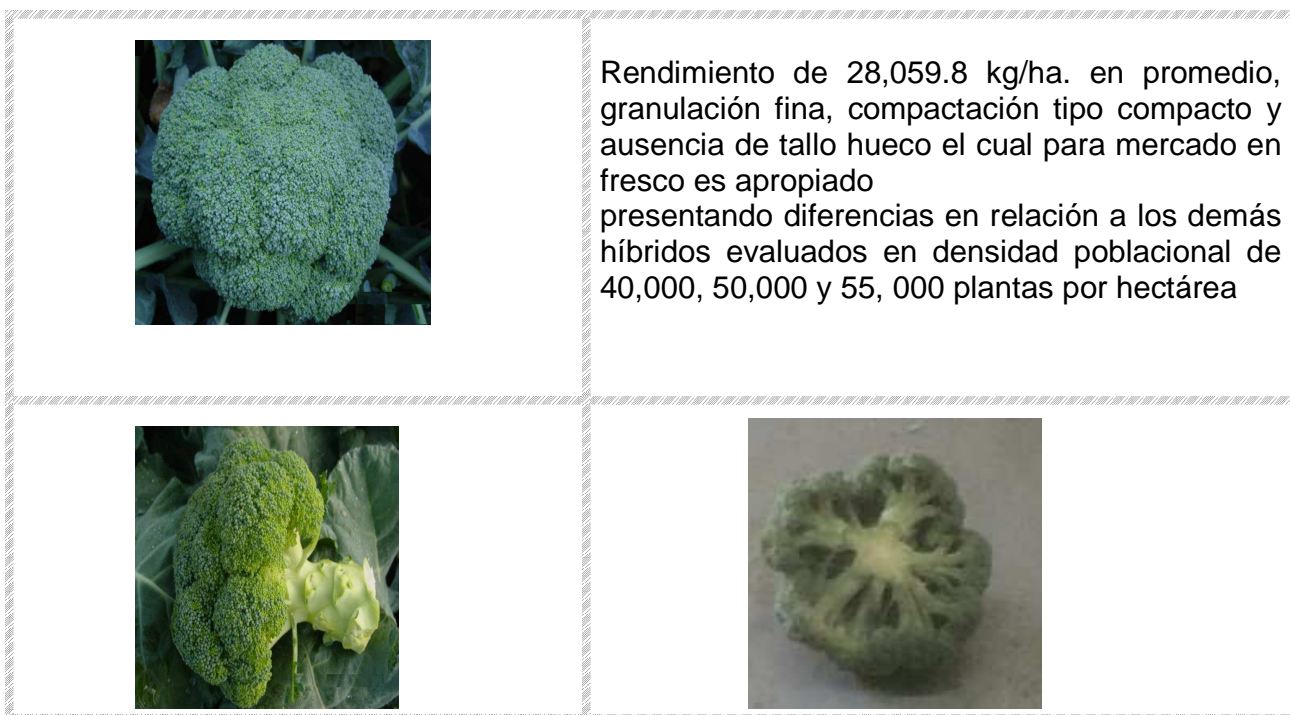 Rendimiento de 28,059.8 kg/ha. en promedio,
granulación fina, compactación tipo compacto y
ausencia de tallo hueco el cual para mercado en
fresco es apropiado
presentando diferencias en relación a los demás
híbridos evaluados en densidad poblacional de
40,000, 50,000 y 55, 000 plantas por hectárea